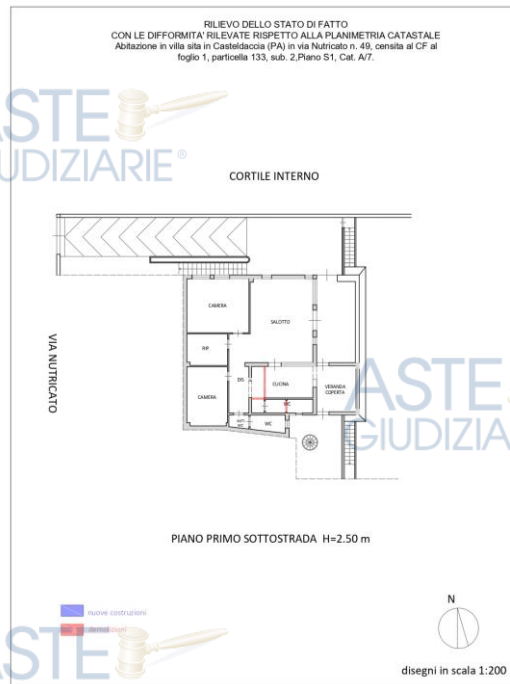 RILIEVO DELLO STATO DI FATTO
CON LE DIFFORMITA' RILEVATE RISPETTO ALLA PLANIMETRIA CATASTALE
Abitazione in villa sita in Casteldaccia (PA) in via Nutricato n. 49, censita al CF al
foglio 1, particella 133, sub. 2,Piano S1, Cat. A/7.
ASTE
GIUDIZIARIE®
CORTILE INTERNO
VIA NUTRICATO
CAMERA
SALOTTO
RIP.
DIS
CUCINA
VERANDA
COPERTA
CAMERA
WC
WC
ASTE
GIUDIZIA
PIANO PRIMO SOTTOSTRADA H=2.50 m
nuove costruzioni
demolizioni
N
ASTE
disegni in scala 1:200